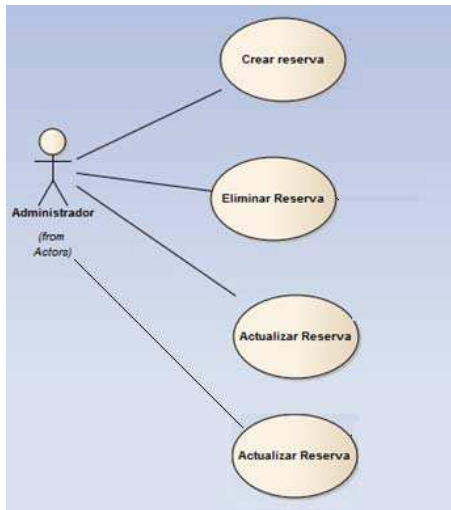 Crear reserva
Eliminar Reserva
Administrador
(from
Actors)
Actualizar Reserva
Actualizar Reserva